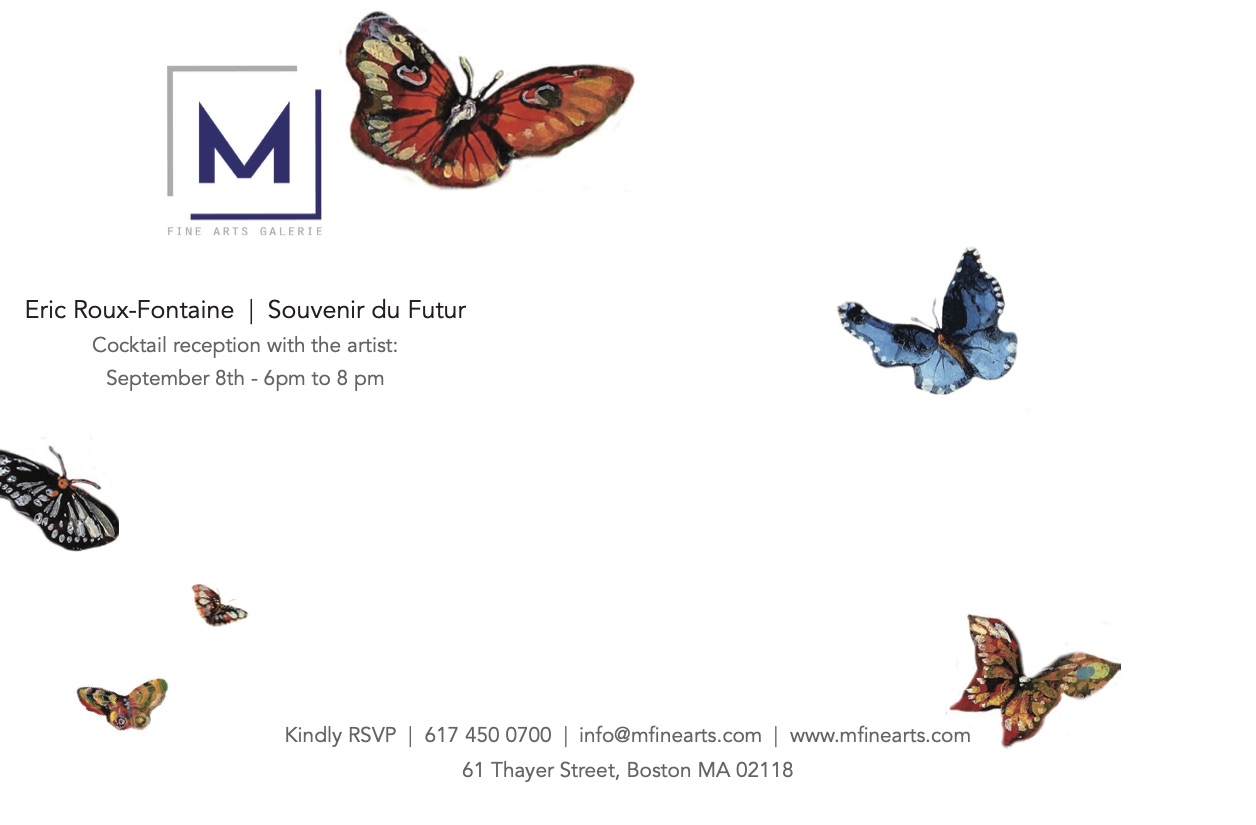 M
FINE ARTS GALERIE
Eric Roux-Fontaine | Souvenir du Futur
Cocktail reception with the artist:
September 8th - 6pm to 8 pm
Kindly RSVP | 617 450 0700 | info@mfinearts.com | www.mfinearts.com
61 Thayer Street, Boston MA 02118